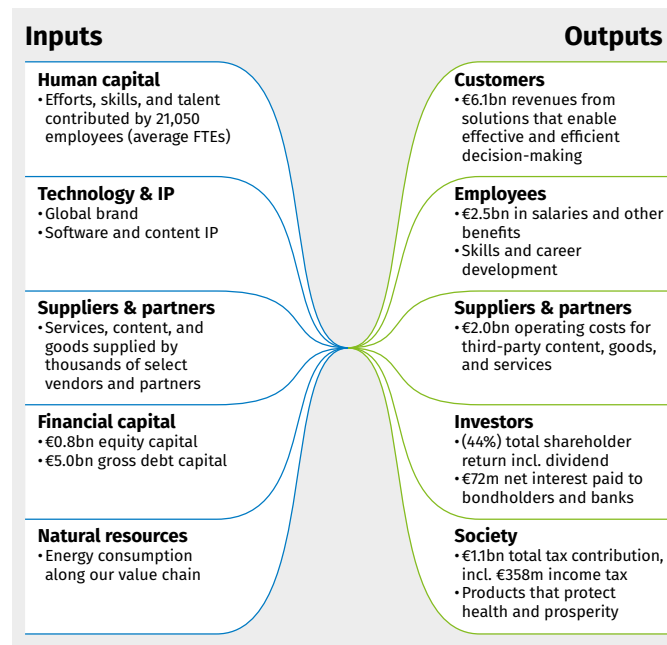 Inputs
Human capital
• Efforts, skills, and talent
contributed by 21,050
employees (average FTEs)
Technology & IP
• Global brand
• Software and content IP
Suppliers & partners
• Services, content, and
goods supplied by
thousands of select
vendors and partners
Financial capital
• €0.8bn equity capital
• €5.0bn gross debt capital
Natural resources
• Energy consumption
along our value chain
Outputs
Customers
• €6.1bn revenues from
solutions that enable
effective and efficient
decision-making
Employees
• €2.5bn in salaries and other
benefits
• Skills and career
development
Suppliers & partners
• €2.0bn operating costs for
third-party content, goods,
and services
Investors
• (44%) total shareholder
return incl. dividend
• €72m net interest paid to
bondholders and banks
Society
• €1.1bn total tax contribution,
incl. €358m income tax
• Products that protect
health and prosperity